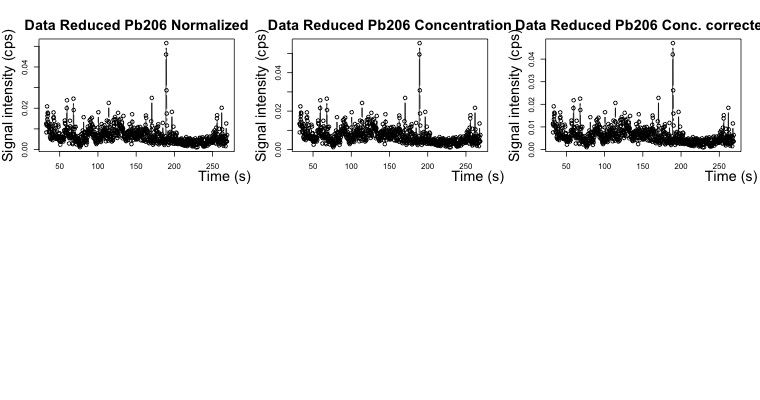 Data Reduced Pb206 Normalized
Signal intensity (cps)
0.00 0.02 0.04
50 100 150 200 250
Time (s)
Data Reduced Pb206 Concentration
Signal intensity (cps)
0.00 0.02 0.04
50 100 150 200 250
Time (s)
Data Reduced Pb206 Conc. correcte
Signal intensity (cps)
0.00 0.01 0.02 0.03 0.04
50 100 150 200 250
Time (s)